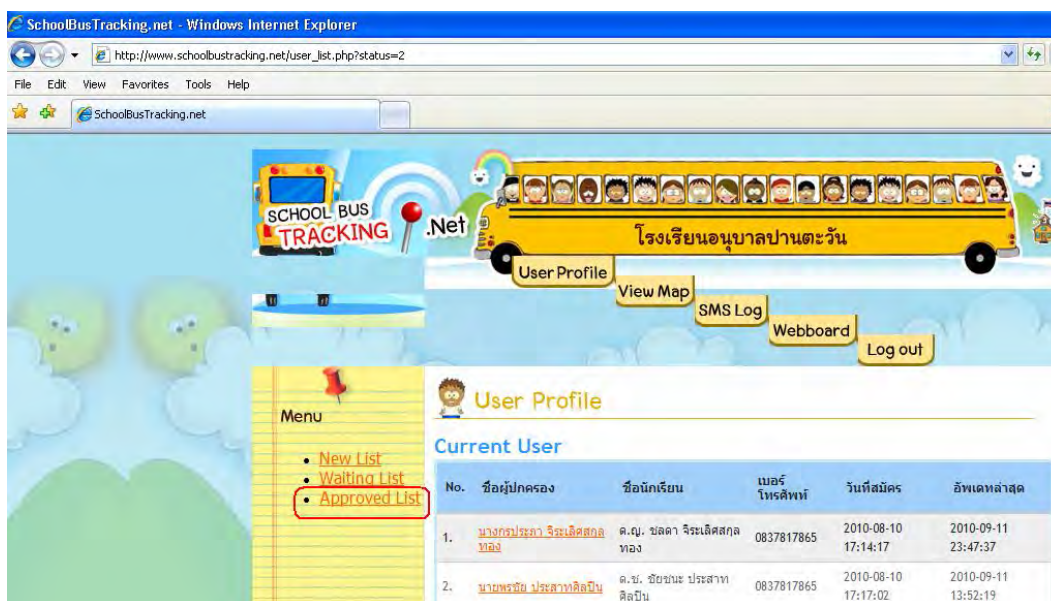 SchoolBusTracking.net - Windows Internet Explorer
http://www.schoolbustracking.net/user_list.php?status=2
File Edit View Favorites Tools Help
SchoolBusTracking.net
SCHOOL BUS
TRACKING .Net
โรงเรียนอนุบาลปานตะวัน
User Profile
View Map
SMS Log
Webboard
Log out
Menu
New List
Waiting List
Approved List
User Profile
Current User
No. ชื่อผู้ปกครอง ชื่อนักเรียน เบอร์โทรศัพท์ วันที่สมัคร อัพเดทล่าสุด
1. นางกรประภา จิระเลิศสกุลทอง ด.ญ. ชลดา จิระเลิศสกุลทอง 0837817865 2010-08-10 17:14:17 2010-09-11 23:47:37
2. นายพรชัย ประสาทศิลปิน ด.ช. ชัยชนะ ประสาทศิลปิน 0837817865 2010-08-10 17:17:02 2010-09-11 13:52:19